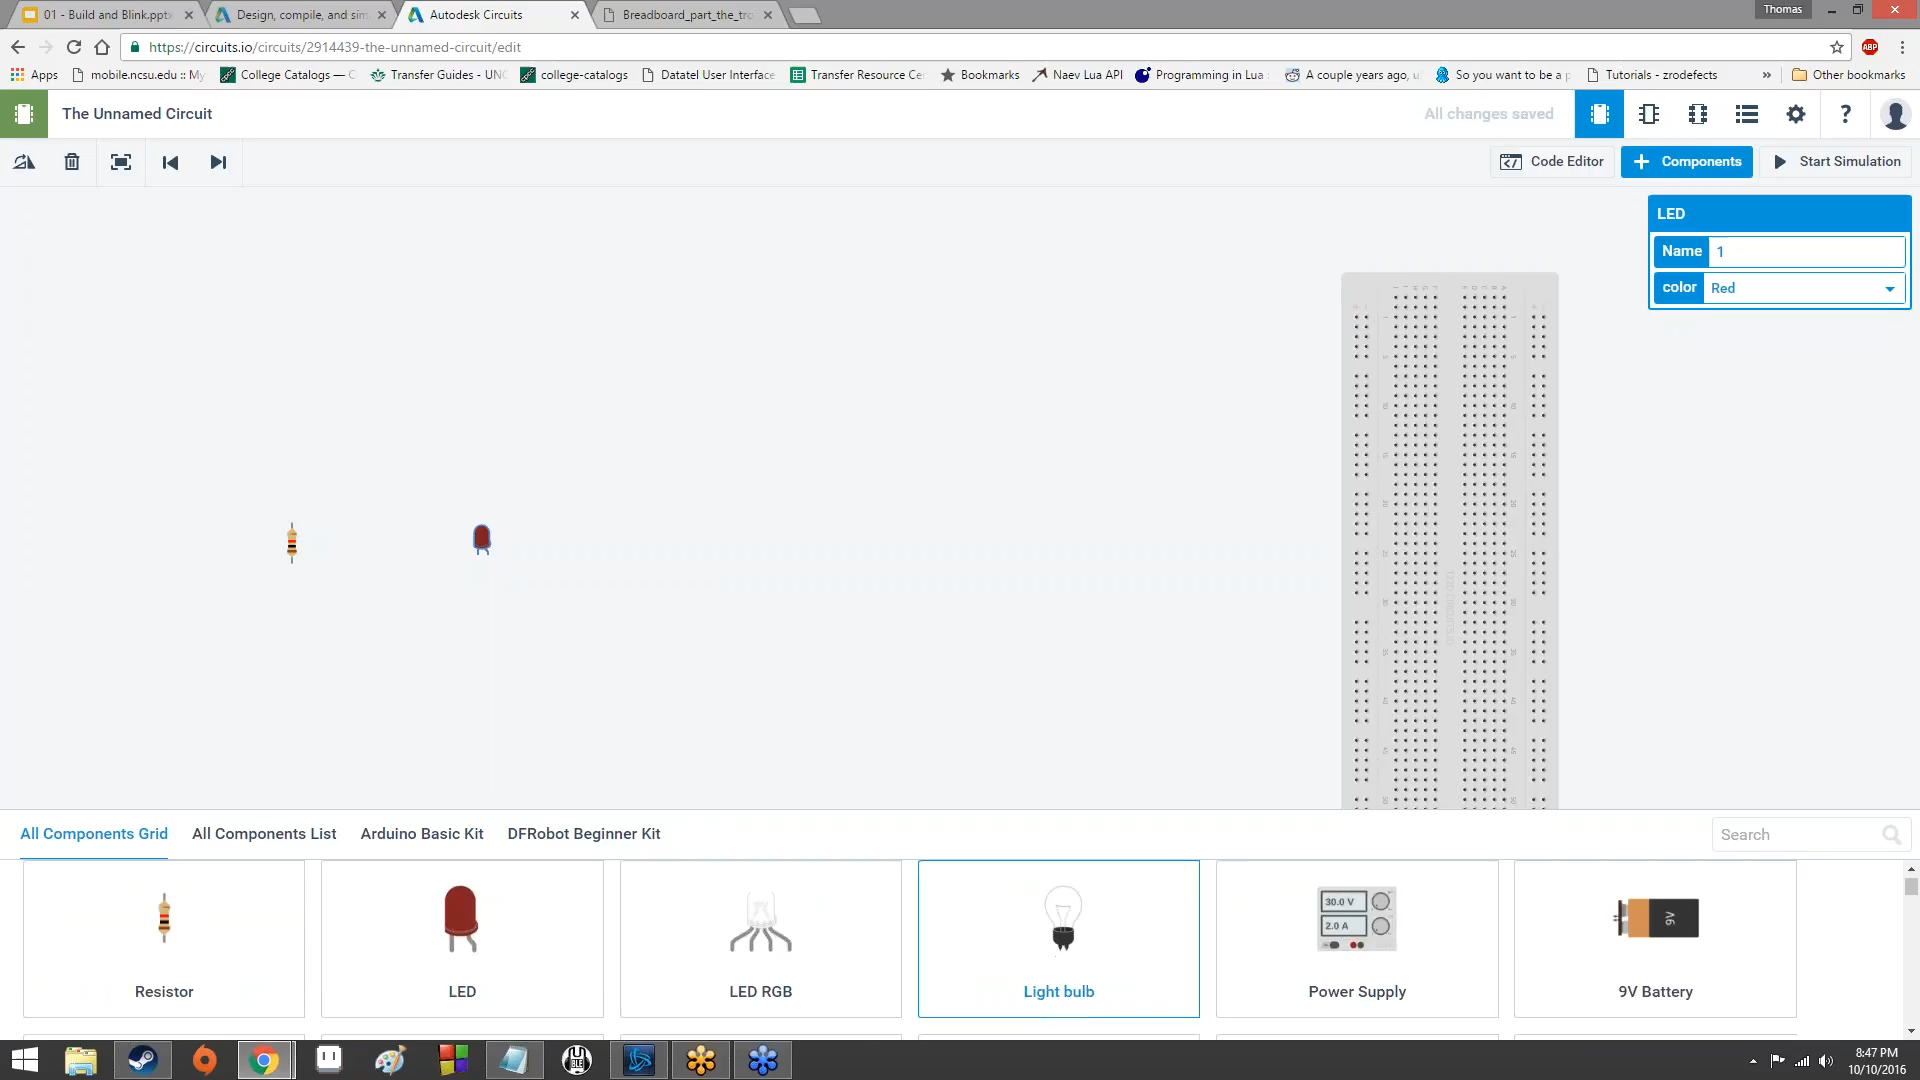 01 - Build and Blink.pptx
Design, compile, and sim
Autodesk Circuits
Breadboard_part_the_tro
Thomas
https://circuits.io/circuits/2914439-the-unnamed-circuit/edit
ABP
Apps
mobile.ncsu.edu :: My
College Catalogs — C
Transfer Guides - UNC
college-catalogs
Datatel User Interface
Transfer Resource Ce
Bookmarks
Naev Lua API
Programming in Lua :
A couple years ago, u
So you want to be a p
Tutorials - zrodefects
»
Other bookmarks
The Unnamed Circuit
All changes saved
?
Code Editor
Components
Start Simulation
LED
Name 1
color Red
All Components Grid
All Components List
Arduino Basic Kit
DFRobot Beginner Kit
Search
30.0 V
2.0 A
9V
Resistor
LED
LED RGB
Light bulb
Power Supply
9V Battery
8:47 PM
10/10/2016